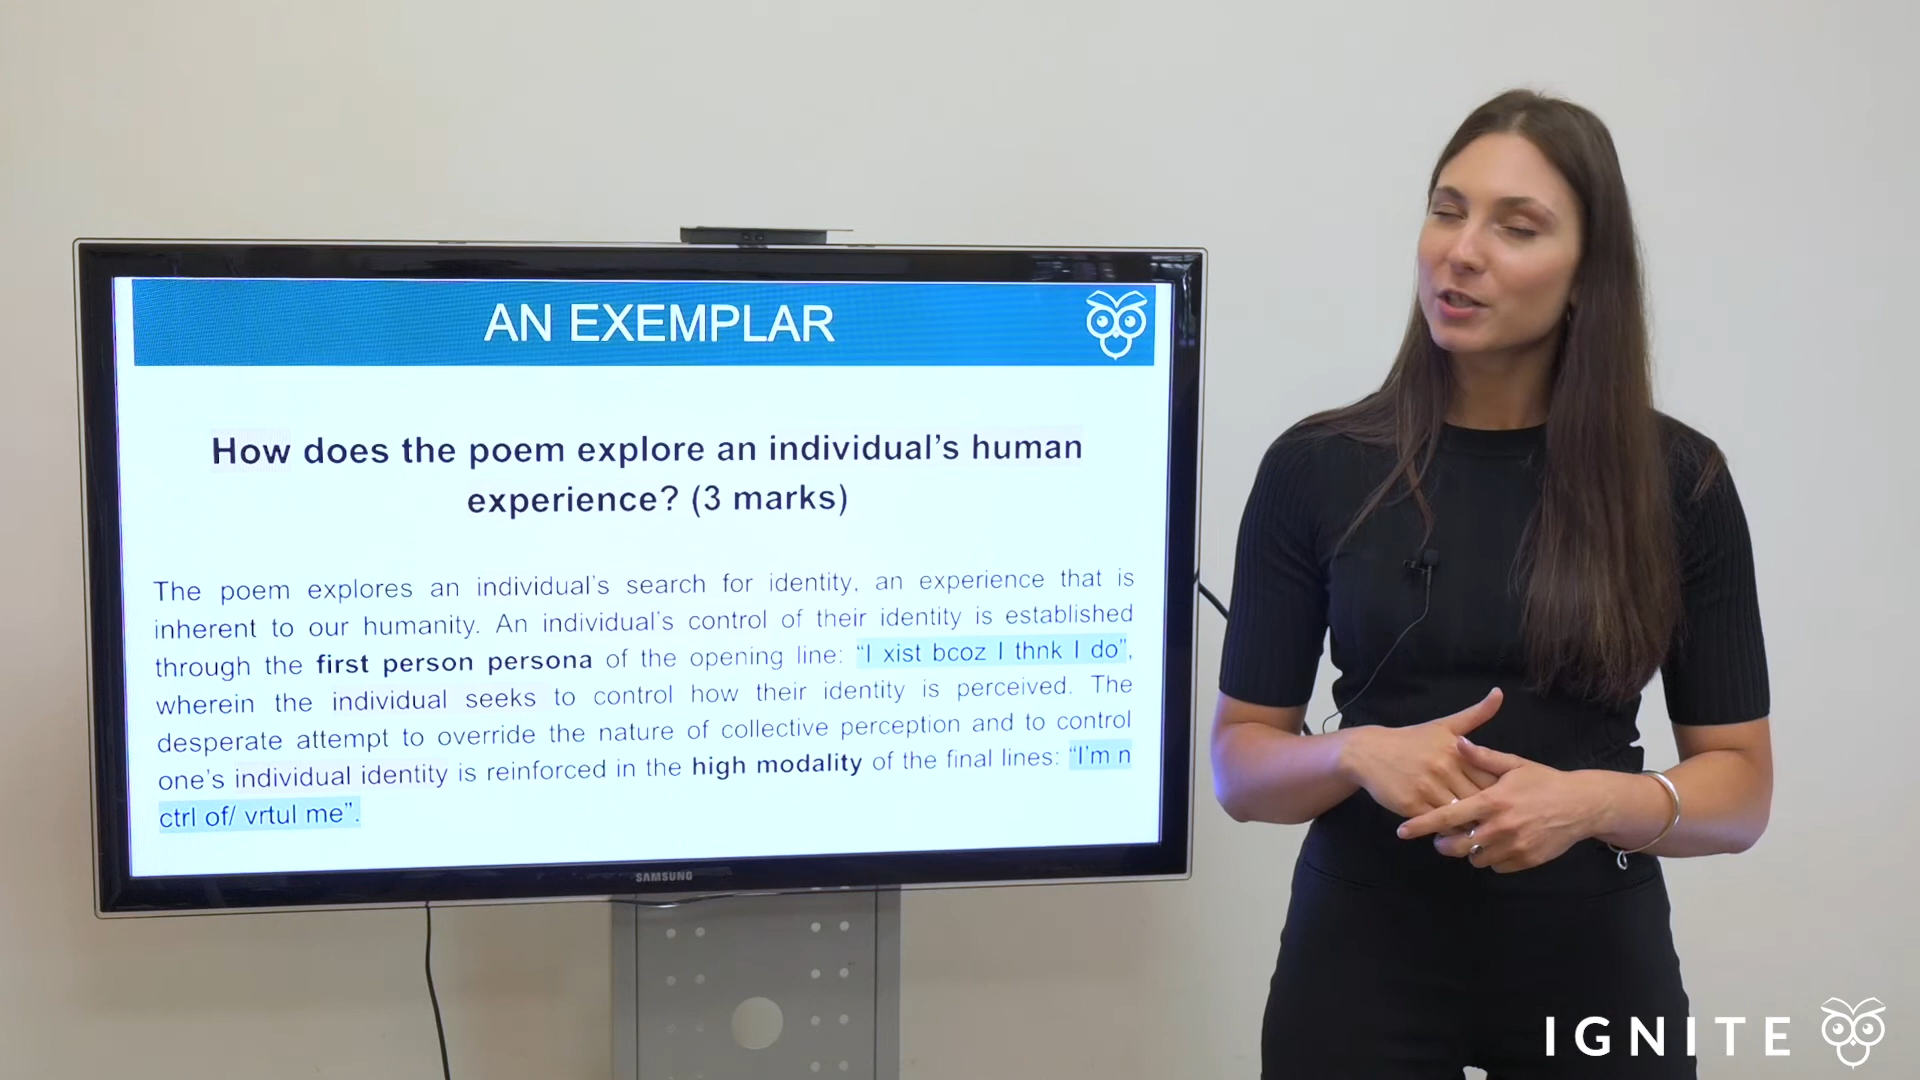 AN EXEMPLAR
How does the poem explore an individual's human
experience? (3 marks)
The poem explores an individual's search for identity, an experience that is
inherent to our humanity. An individual's control of their identity is established
through the first person persona of the opening line: “I xist bcoz I thnk I do”,
wherein the individual seeks to control how their identity is perceived. The
desperate attempt to override the nature of collective perception and to control
one's individual identity is reinforced in the high modality of the final lines: “I'm n
ctrl of/ vrtul me”.
SAMSUNG
IGNITE